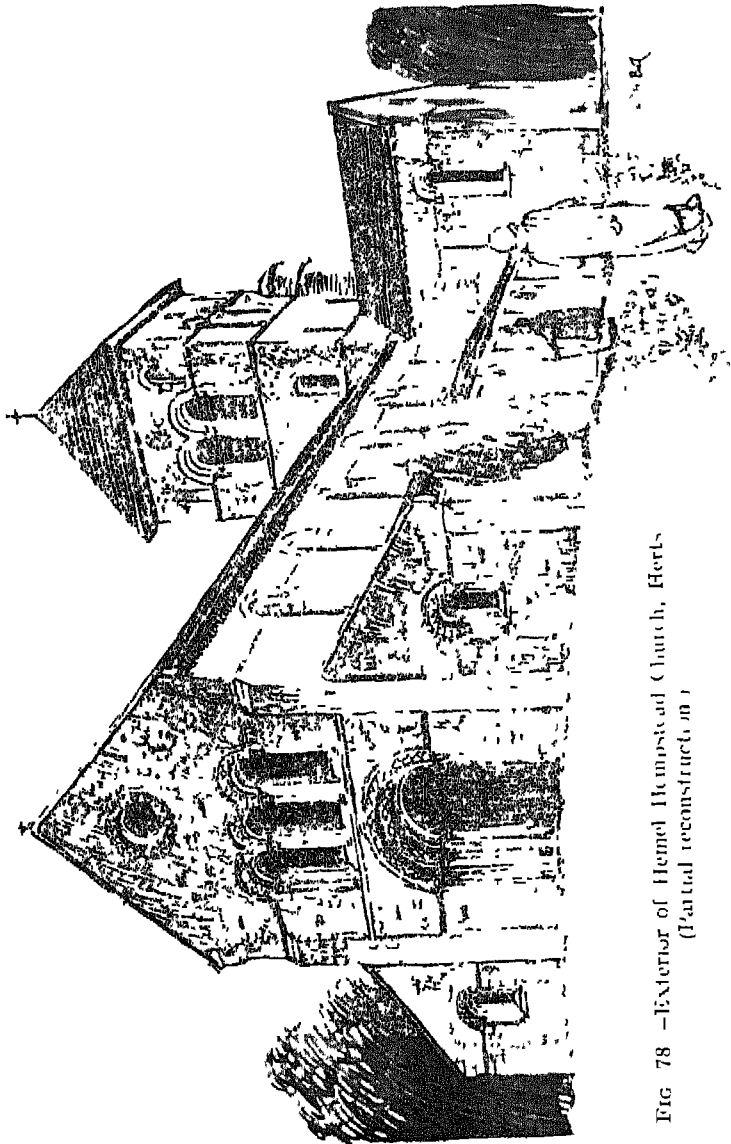 FIG 78 —Exterior of Hemel Hempstead Church, Herts
(Partial reconstruction)